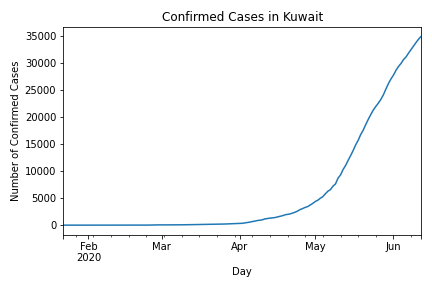 Confirmed Cases in Kuwait
Number of Confirmed Cases
35000
30000
25000
20000
15000
10000
5000
0
Feb
2020
Mar
Apr
May
Jun
Day